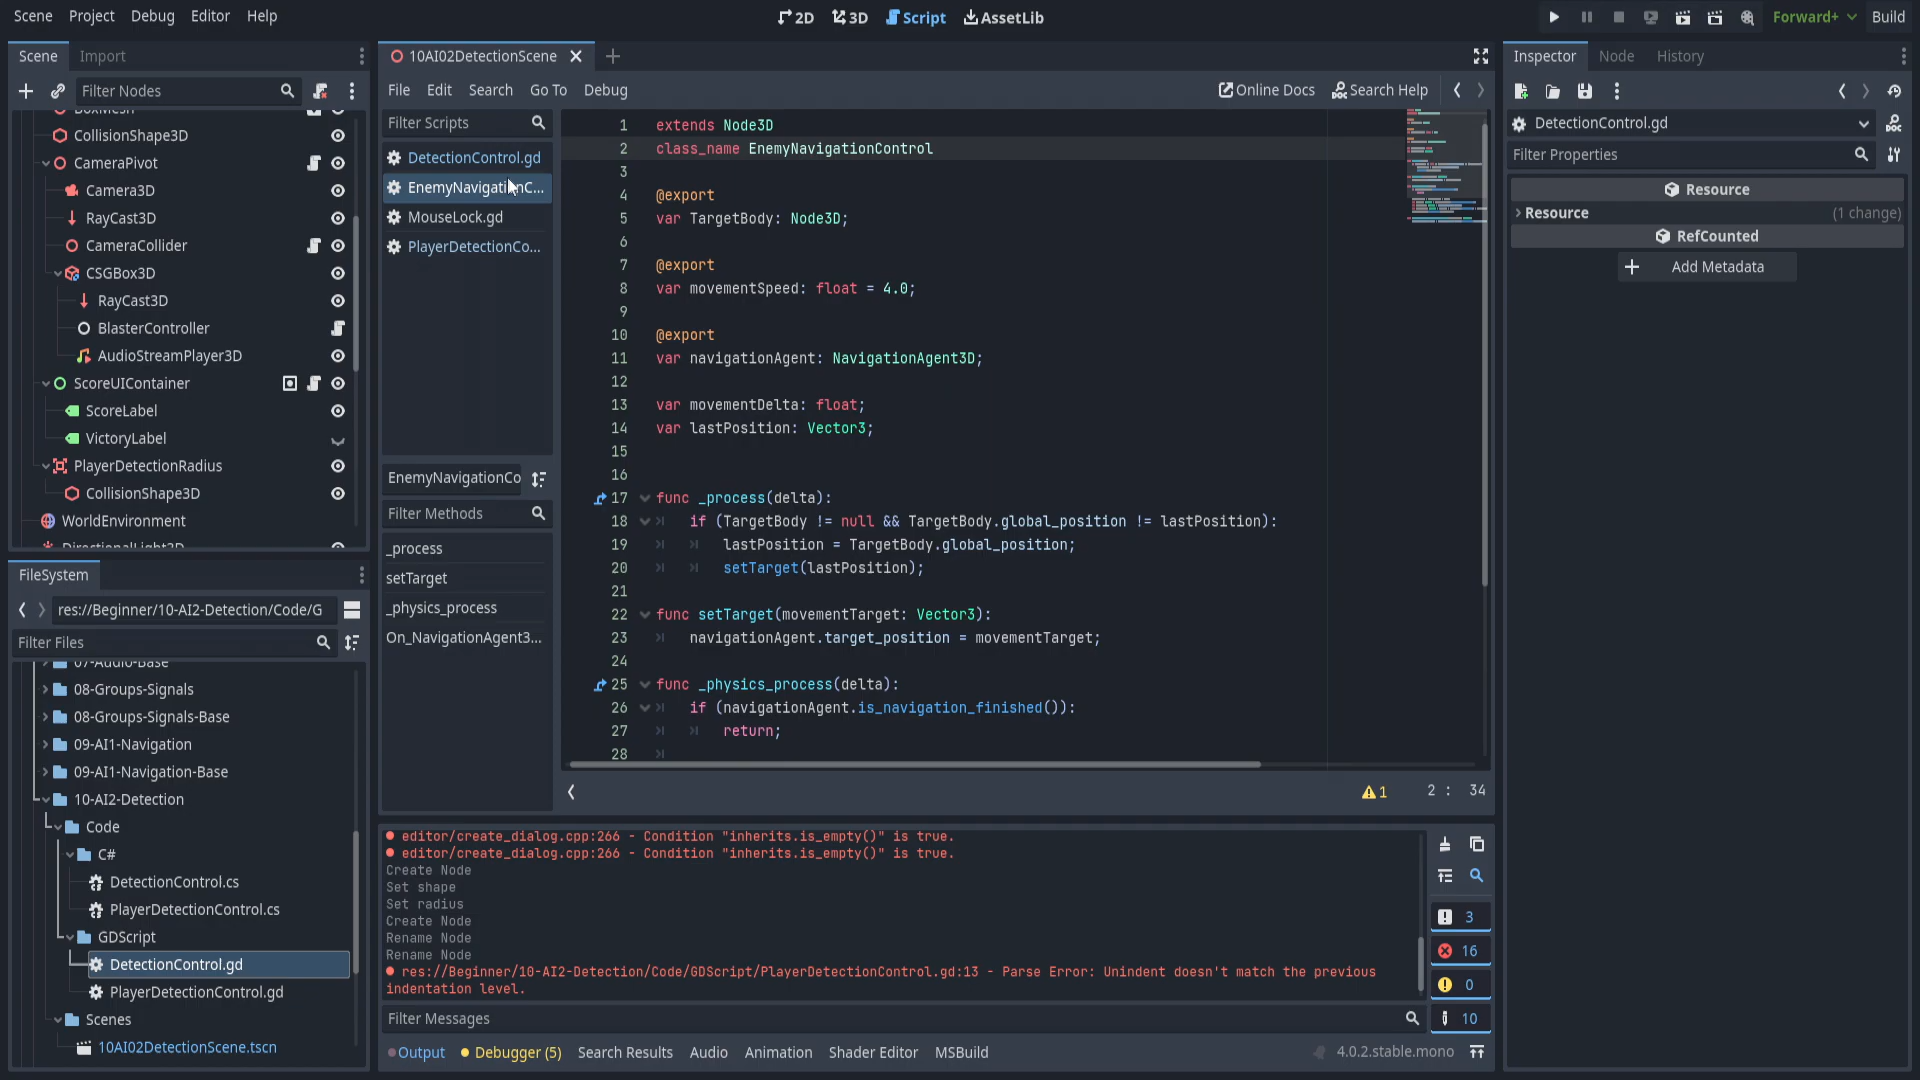 Scene Project Debug Editor Help
2D 3D Script AssetLib
Forward+ Build
Scene Import
Filter Nodes
CollisionShape3D
CameraPivot
Camera3D
RayCast3D
CameraCollider
CSGBox3D
RayCast3D
BlasterController
AudioStreamPlayer3D
ScoreUIContainer
ScoreLabel
VictoryLabel
PlayerDetectionRadius
CollisionShape3D
WorldEnvironment
DirectionalLight3D
FileSystem
res://Beginner/10-AI2-Detection/Code/G
Filter Files
07-Audio-Base
08-Groups-Signals
08-Groups-Signals-Base
09-AI1-Navigation
09-AI1-Navigation-Base
10-AI2-Detection
Code
C#
DetectionControl.cs
PlayerDetectionControl.cs
GDScript
DetectionControl.gd
PlayerDetectionControl.gd
Scenes
10AI02DetectionScene.tscn
10AI02DetectionScene
File Edit Search Go To Debug
Online Docs Search Help
Filter Scripts
DetectionControl.gd
EnemyNavigationC...
MouseLock.gd
PlayerDetectionCo...
EnemyNavigationCo
Filter Methods
_process
setTarget
_physics_process
On_NavigationAgent3...
1 extends Node3D
2 class_name EnemyNavigationControl
3
4 @export
5 var TargetBody: Node3D;
6
7 @export
8 var movementSpeed: float = 4.0;
9
10 @export
11 var navigationAgent: NavigationAgent3D;
12
13 var movementDelta: float;
14 var lastPosition: Vector3;
15
16
17 func _process(delta):
18 if (TargetBody != null && TargetBody.global_position != lastPosition):
19 lastPosition = TargetBody.global_position;
20 setTarget(lastPosition);
21
22 func setTarget(movementTarget: Vector3):
23 navigationAgent.target_position = movementTarget;
24
25 func _physics_process(delta):
26 if (navigationAgent.is_navigation_finished()):
27 return;
28
1 2 : 34
editor/create_dialog.cpp:266 - Condition "inherits.is_empty()" is true.
editor/create_dialog.cpp:266 - Condition "inherits.is_empty()" is true.
Create Node
Set shape
Set radius
Create Node
Rename Node
Rename Node
res://Beginner/10-AI2-Detection/Code/GDScript/PlayerDetectionControl.gd:13 - Parse Error: Unindent doesn't match the previous
indentation level.
3
16
0
10
Filter Messages
Output Debugger (5) Search Results Audio Animation Shader Editor MSBuild
4.0.2.stable.mono
Inspector Node History
DetectionControl.gd
Filter Properties
Resource
Resource (1 change)
RefCounted
Add Metadata